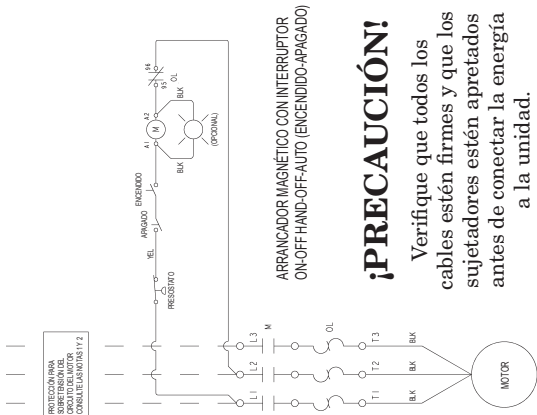 ROTECCIÓN PARA
SOBRETENSIÓN DEL
CIRCUITO DEL MOTOR
CONSULTE LAS NOTAS 1 Y 2
PRESOSTATO
YEL
APAGADO
ENCENDIDO
A1
M
A2
95
96
OL
BLK
BLK
(OPCIONAL)
L1
L2
L3
M
OL
T1
T2
T3
BLK
BLK
BLK
MOTOR
ARRANCADOR MAGNÉTICO CON INTERRUPTOR
ON-OFF HAND-OFF-AUTO (ENCENDIDO-APAGADO)
¡PRECAUCIÓN!
Verifique que todos los
cables estén firmes y que los
sujetadores estén apretados
antes de conectar la energía
a la unidad.